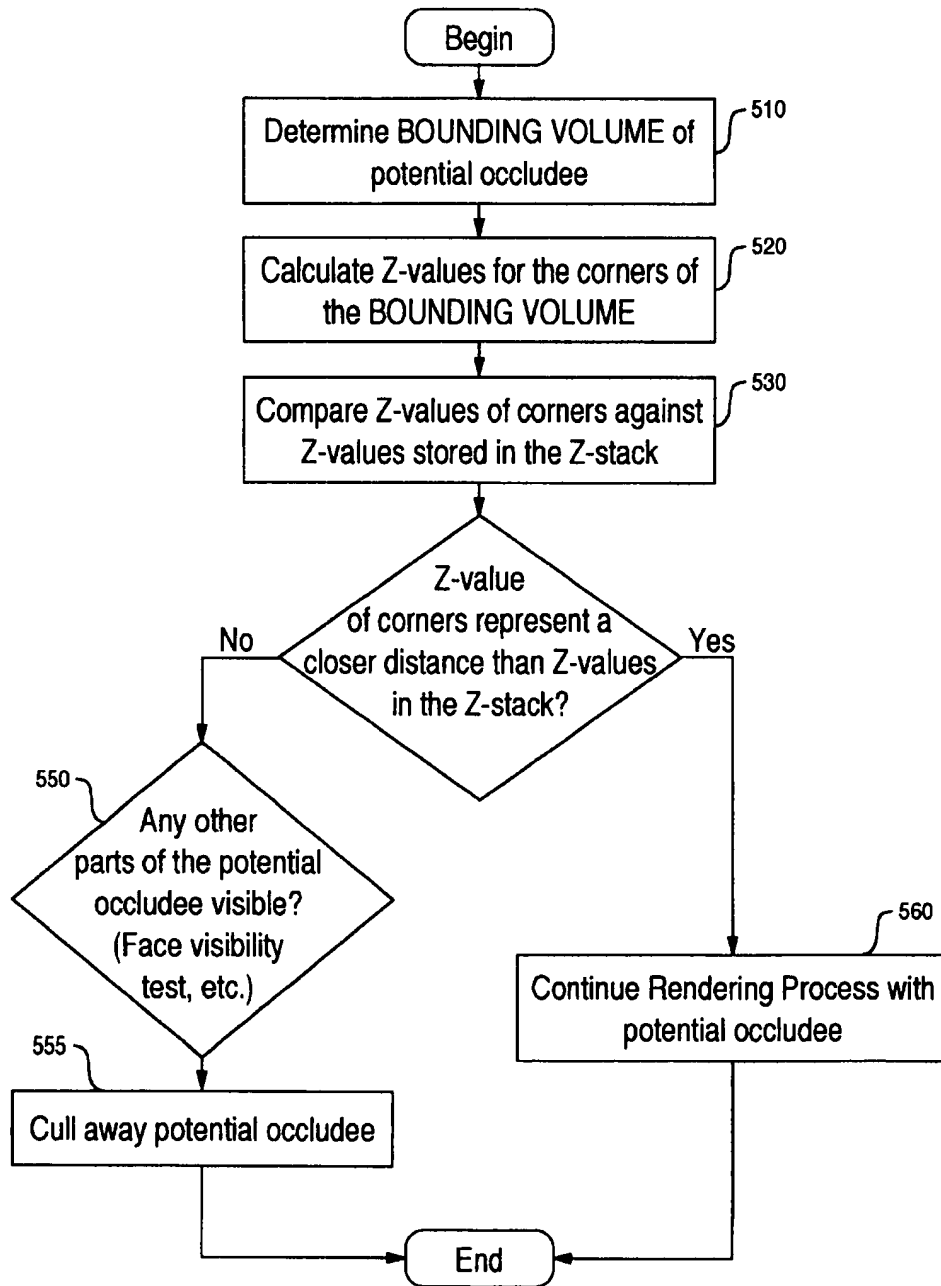 Begin
510
Determine BOUNDING VOLUME of
potential occludee
520
Calculate Z-values for the corners of
the BOUNDING VOLUME
530
Compare Z-values of corners against
Z-values stored in the Z-stack
Z-value
of corners represent a
closer distance than Z-values
in the Z-stack?
No
Yes
550
Any other
parts of the potential
occludee visible?
(Face visibility
test, etc.)
560
Continue Rendering Process with
potential occludee
555
Cull away potential occludee
End